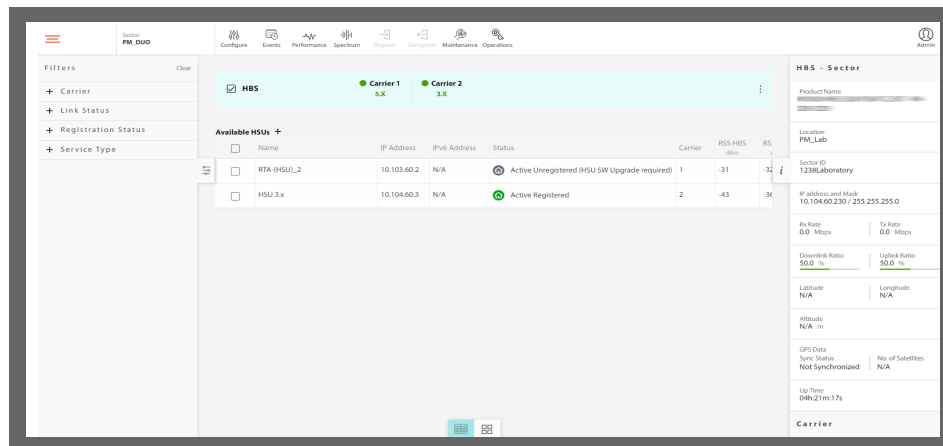 Sector
PM_DUO
Configure Events Performance Spectrum Register Deregister Maintenance Operations
Admin
Filters Clear
+ Carrier
+ Link Status
+ Registration Status
+ Service Type
HBS
Carrier 1
5.X
Carrier 2
3.X
Available HSUs +
Name IP Address IPv6 Address Status Carrier RSS HBS dBm RS
RTA-(HSU)_2 10.103.60.2 N/A Active Unregistered (HSU SW Upgrade required) 1 -31 -32
HSU 3.x 10.104.60.3 N/A Active Registered 2 -43 -36
i
HBS - Sector
Product Name
Location
PM_Lab
Sector ID
1238Laboratory
IP address and Mask
10.104.60.230 / 255.255.255.0
Rx Rate Tx Rate
0.0 Mbps 0.0 Mbps
Downlink Ratio Uplink Ratio
50.0 % 50.0 %
Latitude Longitude
N/A N/A
Altitude
N/A m
GPS Data
Sync Status No. of Satellites
Not Synchronized N/A
Up Time
04h:21m:17s
Carrier